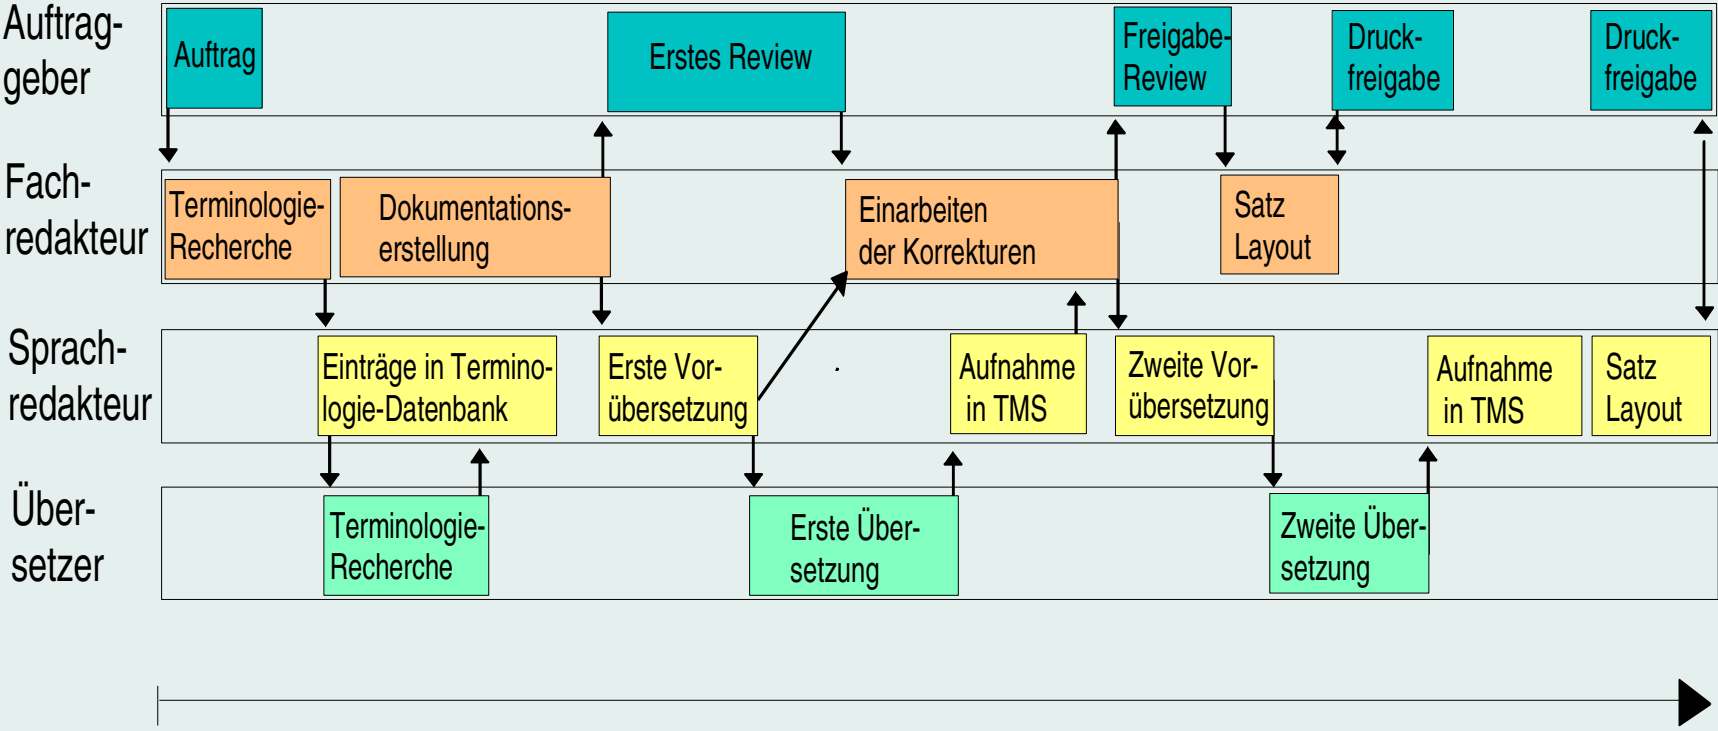 Auftrag-
geber
Auftrag
Erstes Review
Freigabe-
Review
Druck-
freigabe
Druck-
freigabe
Fach-
redakteur
Terminologie-
Recherche
Dokumentations-
erstellung
Einarbeiten
der Korrekturen
Satz
Layout
Sprach-
redakteur
Einträge in Termino-
logie-Datenbank
Erste Vor-
übersetzung
Aufnahme
in TMS
Zweite Vor-
übersetzung
Aufnahme
in TMS
Satz
Layout
Über-
setzer
Terminologie-
Recherche
Erste Über-
setzung
Zweite Über-
setzung